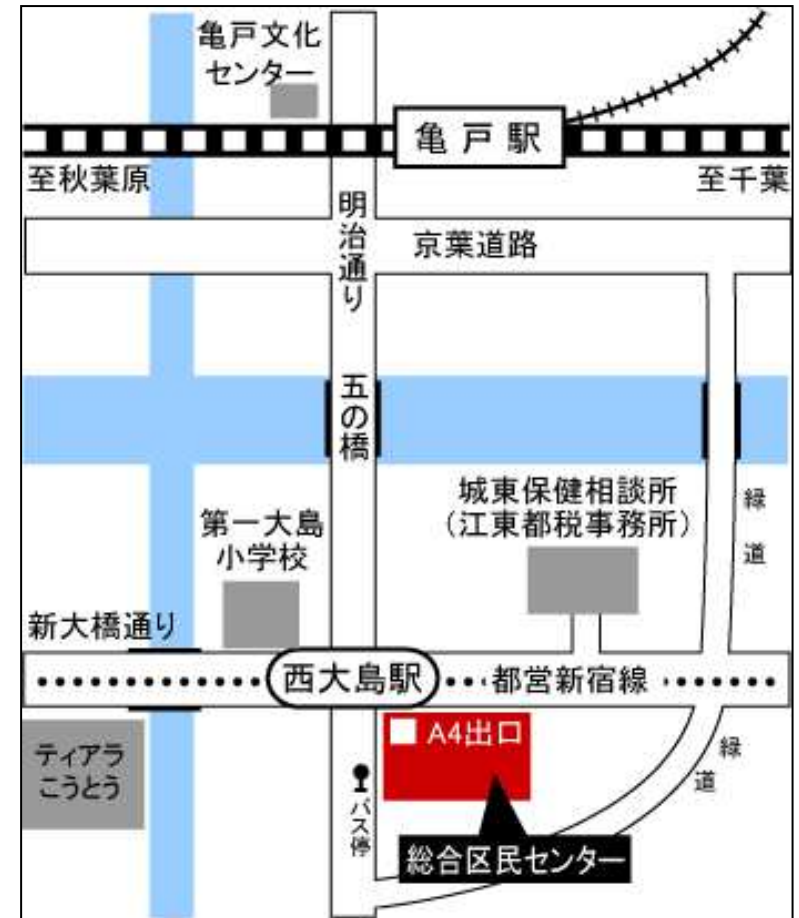 亀戸文化
センター
亀戸駅
至秋葉原
至千葉
明治通り
京葉道路
五の橋
城東保健相談所
（江東都税事務所）
緑道
第一大島
小学校
新大橋通り
西大島駅
都営新宿線
A4出口
ティアラ
こうとう
緑道
バス停
総合区民センター